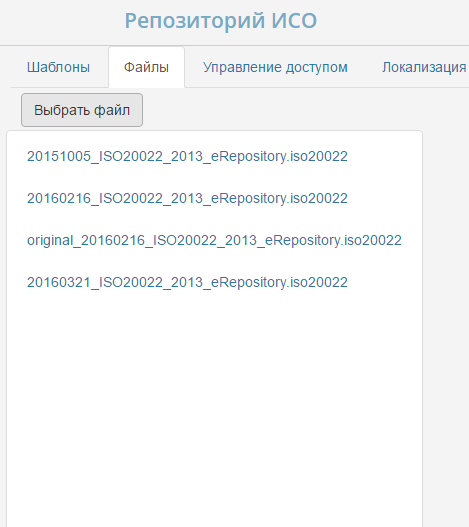 Репозиторий ИСО
Шаблоны Файлы Управление доступом Локализация
Выбрать файл
20151005_ISO20022_2013_eRepository.iso20022
20160216_ISO20022_2013_eRepository.iso20022
original_20160216_ISO20022_2013_eRepository.iso20022
20160321_ISO20022_2013_eRepository.iso20022